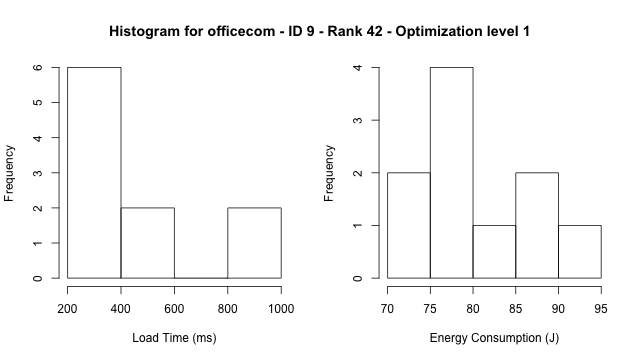 Histogram for officecom - ID 9 - Rank 42 - Optimization level 1
Frequency
6
5
4
3
2
1
0
200 400 600 800 1000
Load Time (ms)
Frequency
4
3
2
1
0
70 75 80 85 90 95
Energy Consumption (J)